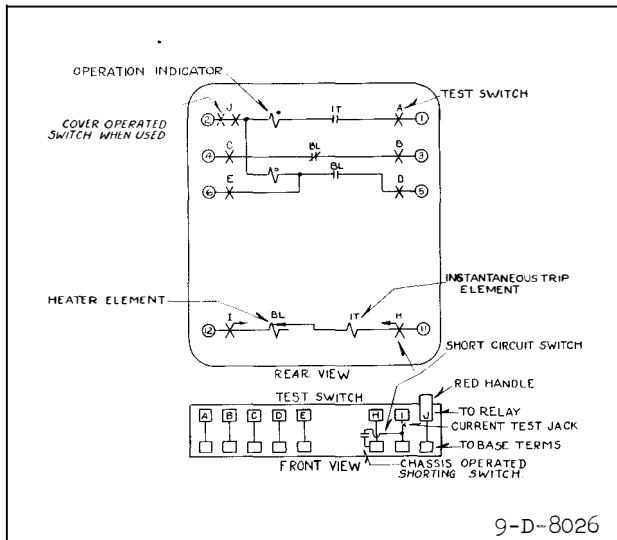 OPERATION INDICATOR
TEST SWITCH
COVER OPERATED
SWITCH WHEN USED
2 J IT A 1
4 C BL B 3
6 E BL D 5
INSTANTANEOUS TRIP
ELEMENT
HEATER ELEMENT
12 I BL IT H 11
SHORT CIRCUIT SWITCH
REAR VIEW
TEST SWITCH
RED HANDLE
A B C D E H I J
TO RELAY
CURRENT TEST JACK
TO BASE TERMS
FRONT VIEW
CHASSIS OPERATED
SHORTING SWITCH.
9-D-8026